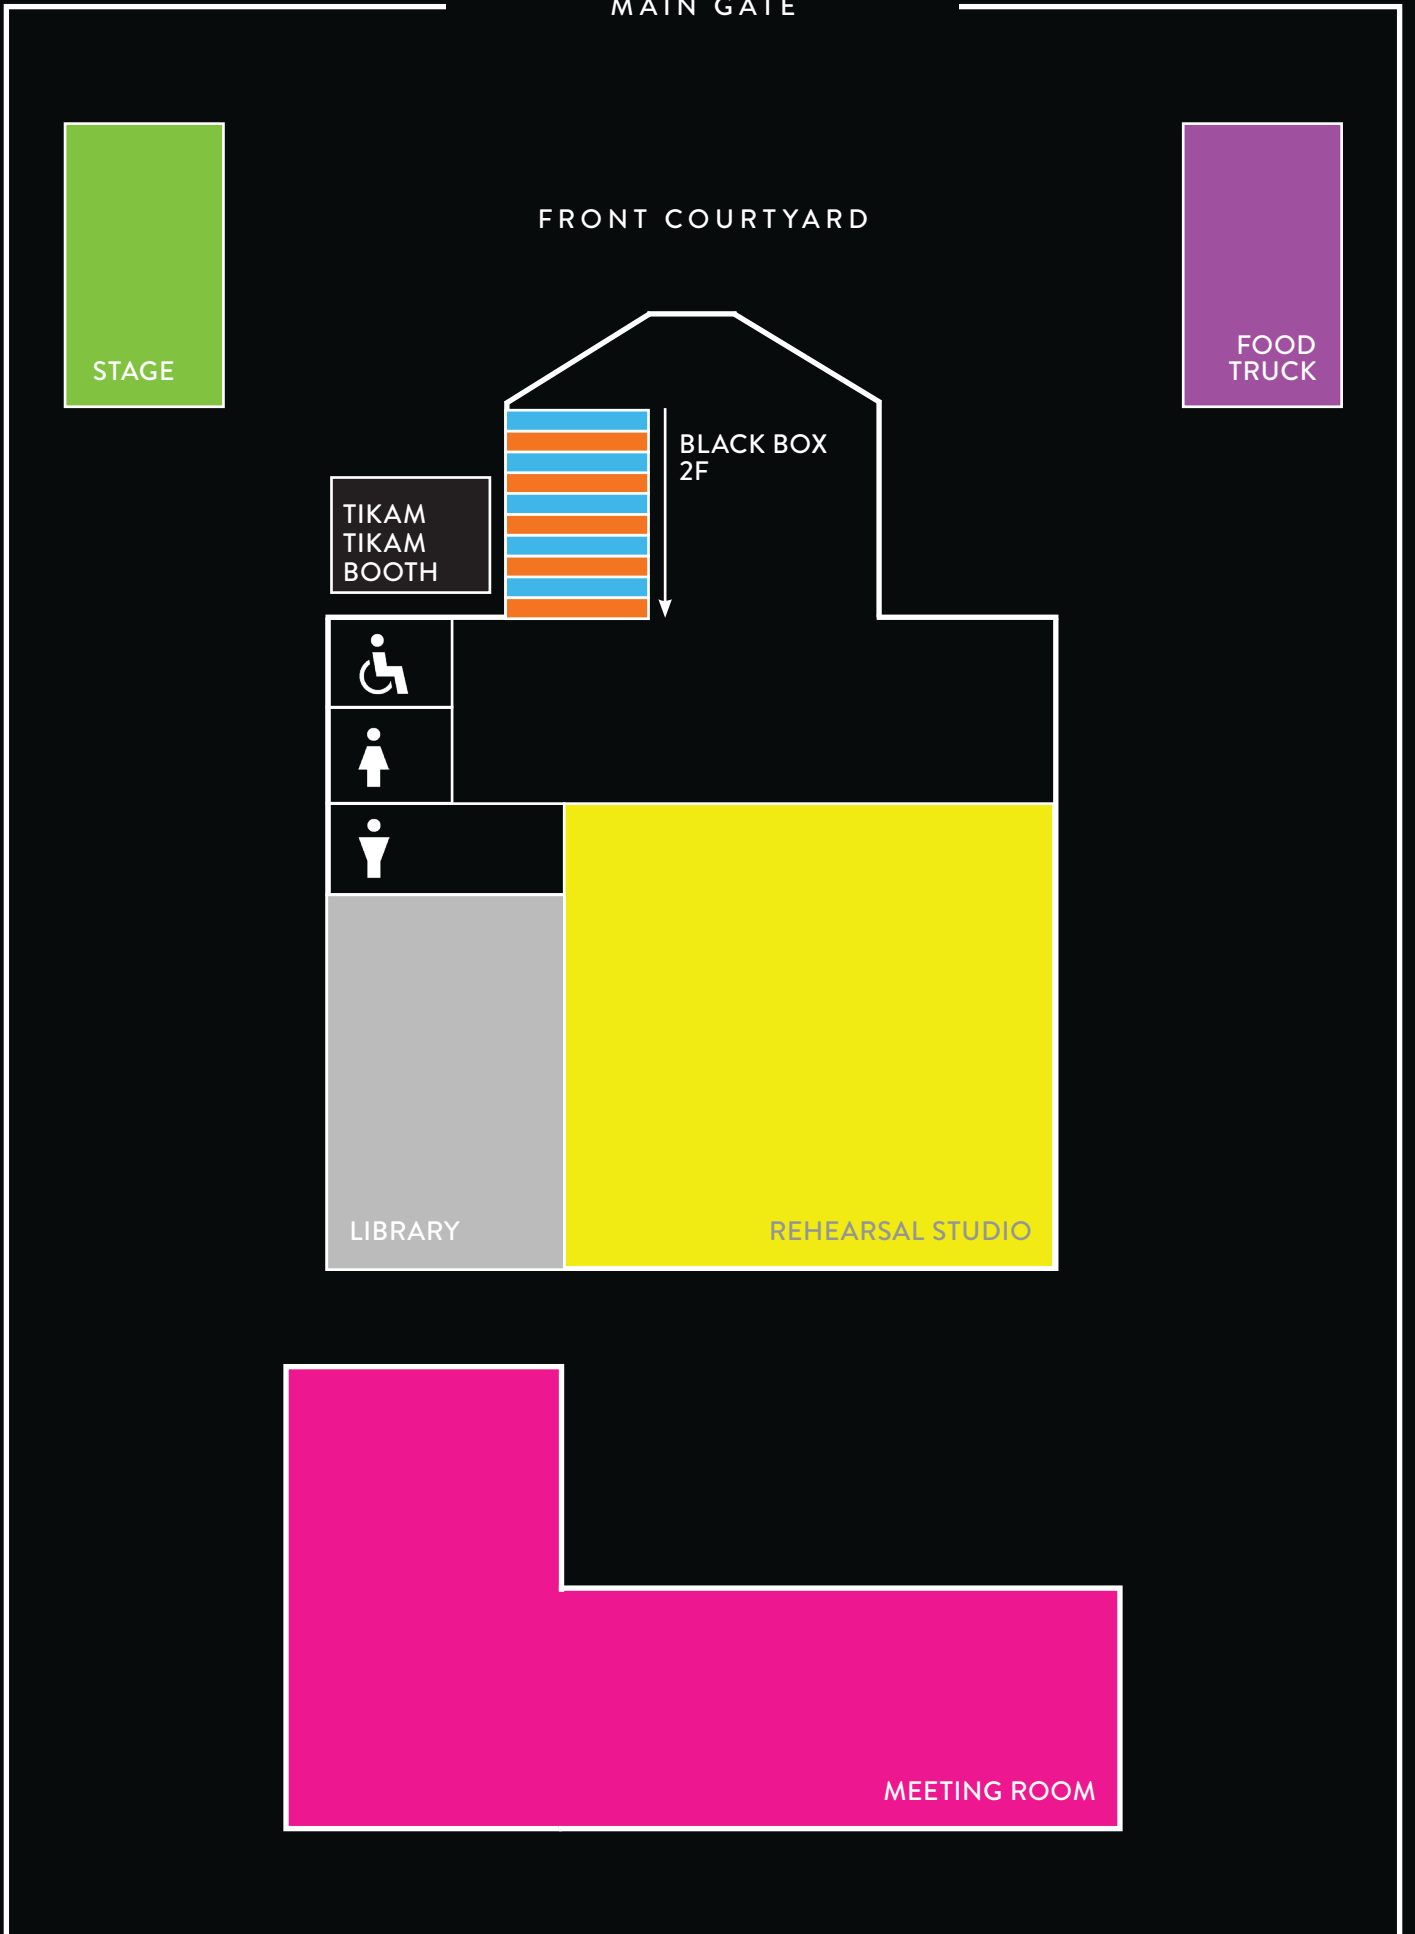 MAIN GATE
FRONT COURTYARD
STAGE
FOOD
TRUCK
BLACK BOX
2F
TIKAM
TIKAM
BOOTH
LIBRARY
REHEARSAL STUDIO
MEETING ROOM